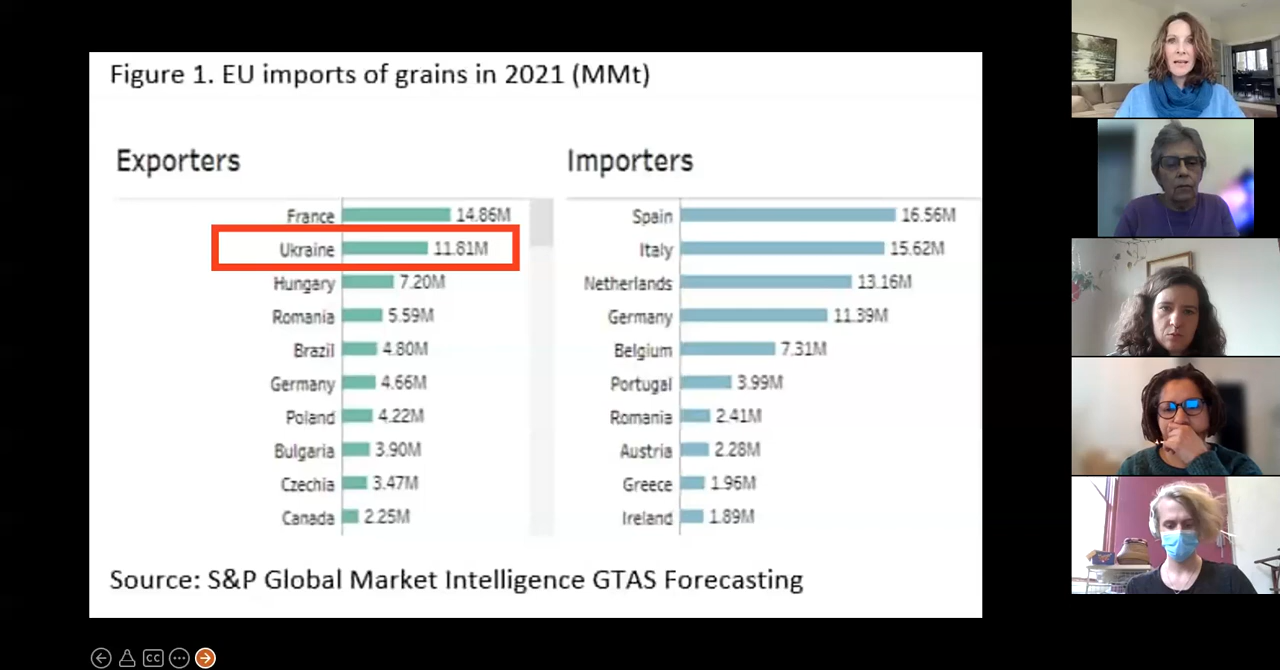 Figure 1. EU imports of grains in 2021 (MMt)
Exporters
France 14.86M
Ukraine 11.81M
Hungary 7.20M
Romania 5.59M
Brazil 4.80M
Germany 4.66M
Poland 4.22M
Bulgaria 3.90M
Czechia 3.47M
Canada 2.25M
Importers
Spain 16.56M
Italy 15.62M
Netherlands 13.16M
Germany 11.39M
Belgium 7.31M
Portugal 3.99M
Romania 2.41M
Austria 2.28M
Greece 1.96M
Ireland 1.89M
Source: S&P Global Market Intelligence GTAS Forecasting
CC